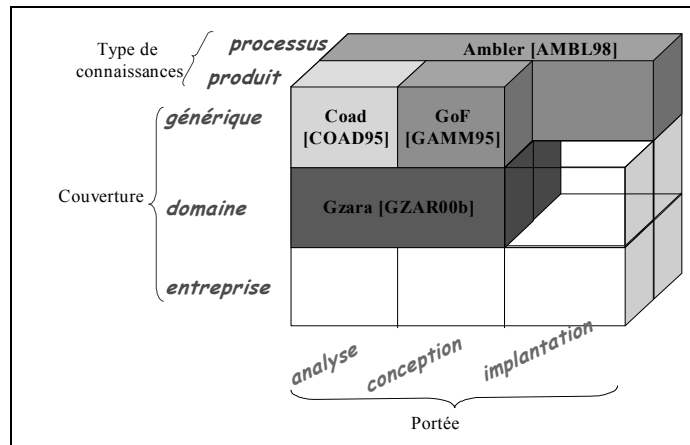 Type de
connaissances
processus
produit
Ambler [AMBL98]
générique
Coad
[COAD95]
GoF
[GAMM95]
Couverture
domaine
Gzara [GZAR00b]
entreprise
analyse
conception
implantation
Portée